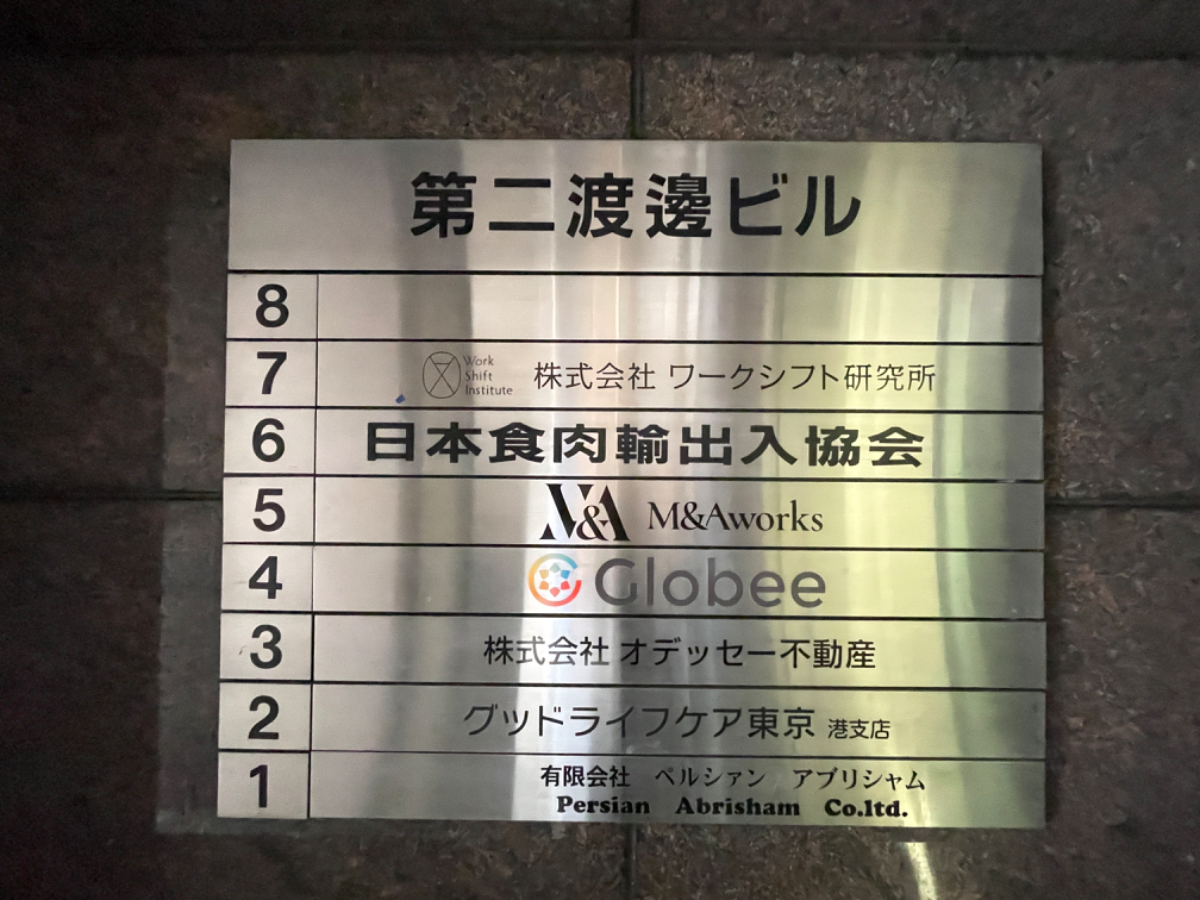 第二渡邊ビル
8
7 Work Shift Institute 株式会社 ワークシフト研究所
6 日本食肉輸出入協会
5 M&A M&Aworks
4 Globee
3 株式会社 オデッセー不動産
2 グッドライフケア東京 港支店
1 有限会社 ペルシァン アブリシャム
Persian Abrisham Co.ltd.